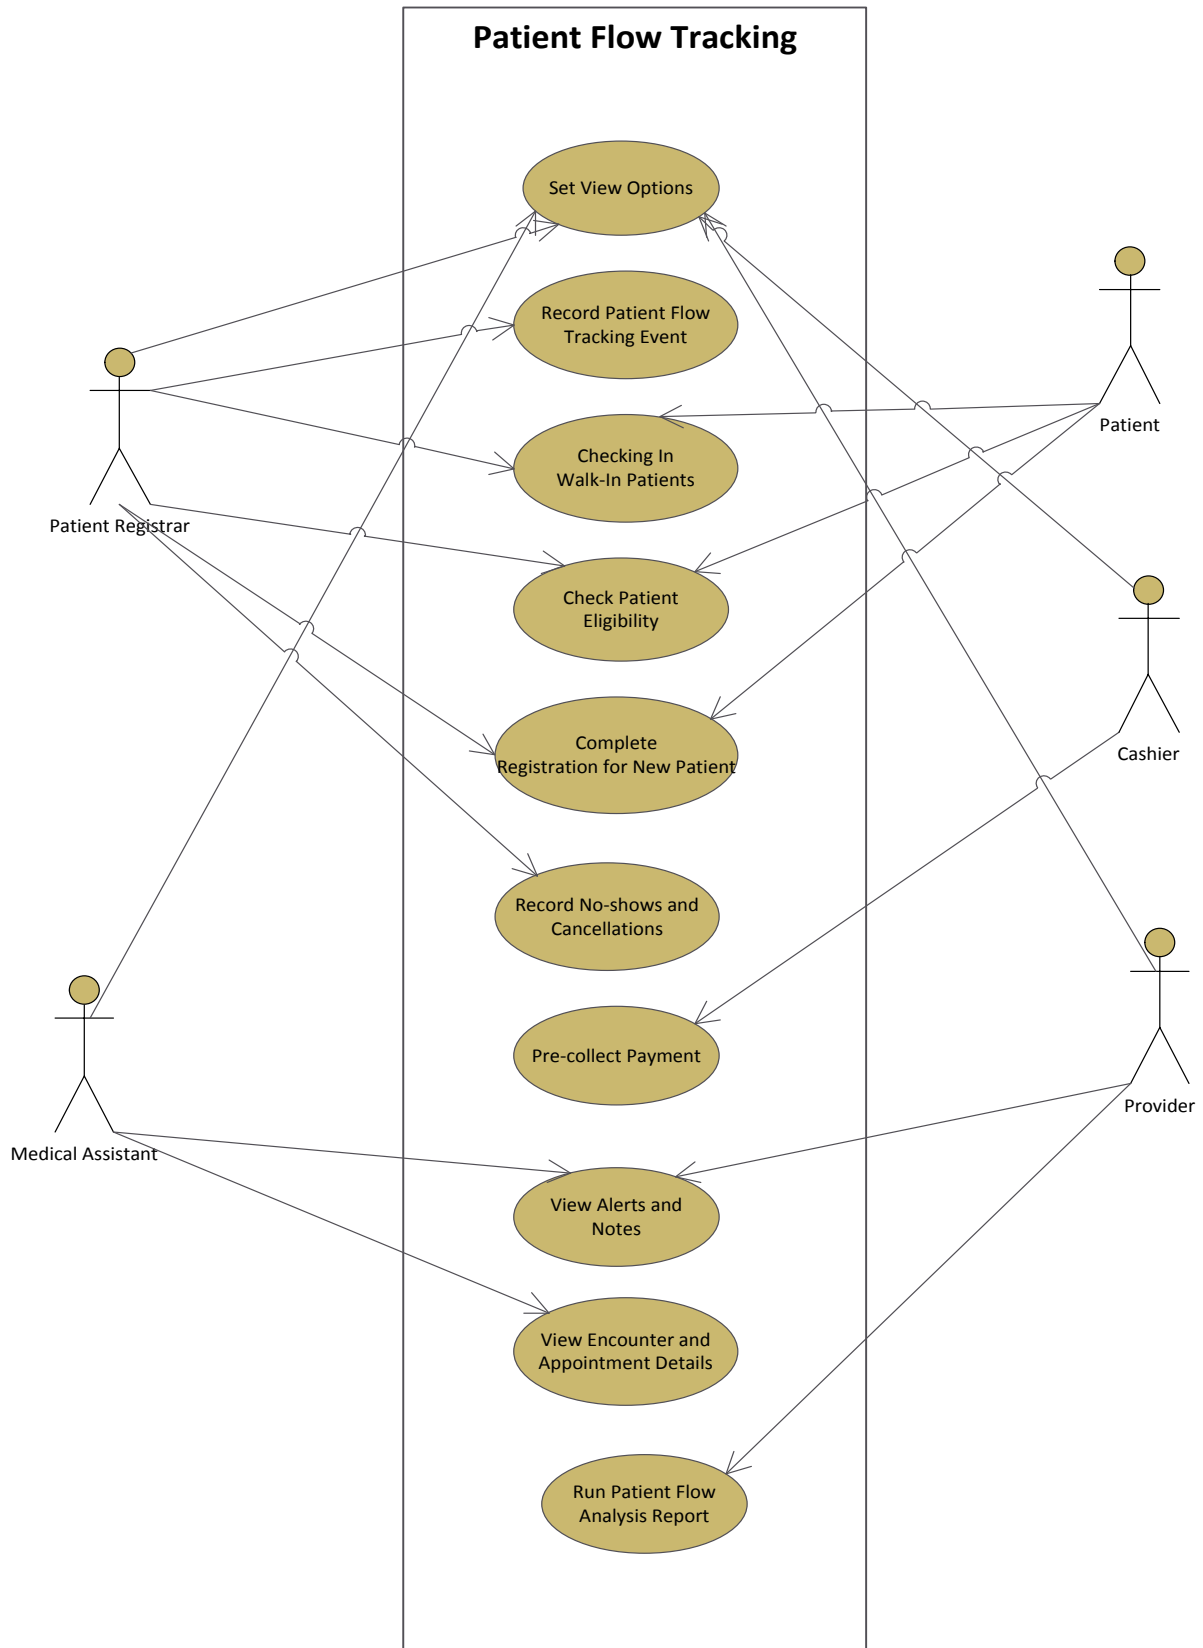 Patient Flow Tracking
Set View Options
Record Patient Flow
Tracking Event
Patient
Checking In
Walk-In Patients
Patient Registrar
Check Patient
Eligibility
Complete
Registration for New Patient
Cashier
Record No-shows and
Cancellations
Pre-collect Payment
Provider
Medical Assistant
View Alerts and
Notes
View Encounter and
Appointment Details
Run Patient Flow
Analysis Report